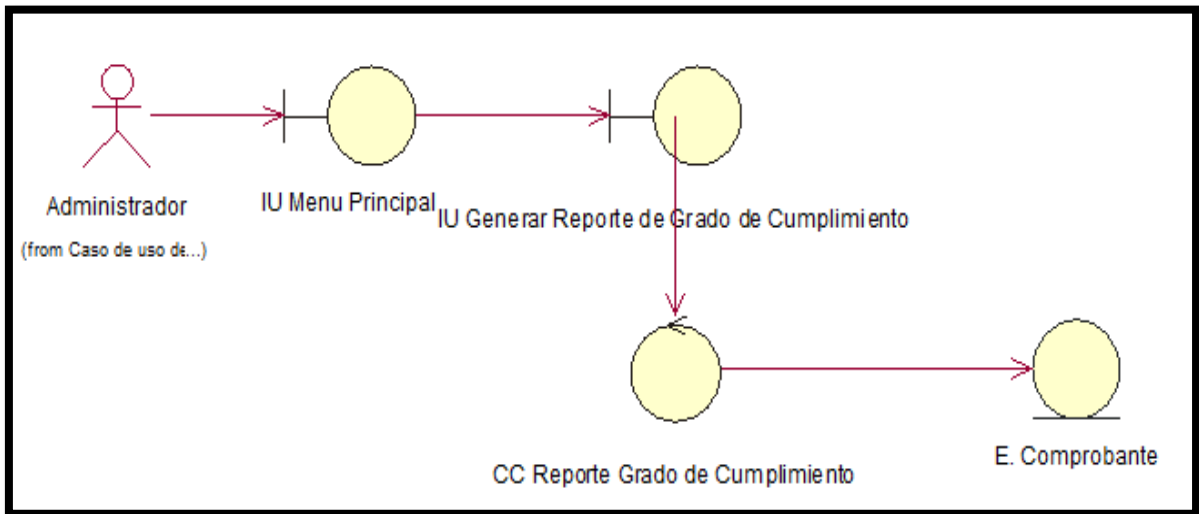 Administrador
(from Caso de uso de...)
IU Menu Principal
IU Generar Reporte de Grado de Cumplimiento
CC Reporte Grado de Cumplimiento
E. Comprobante